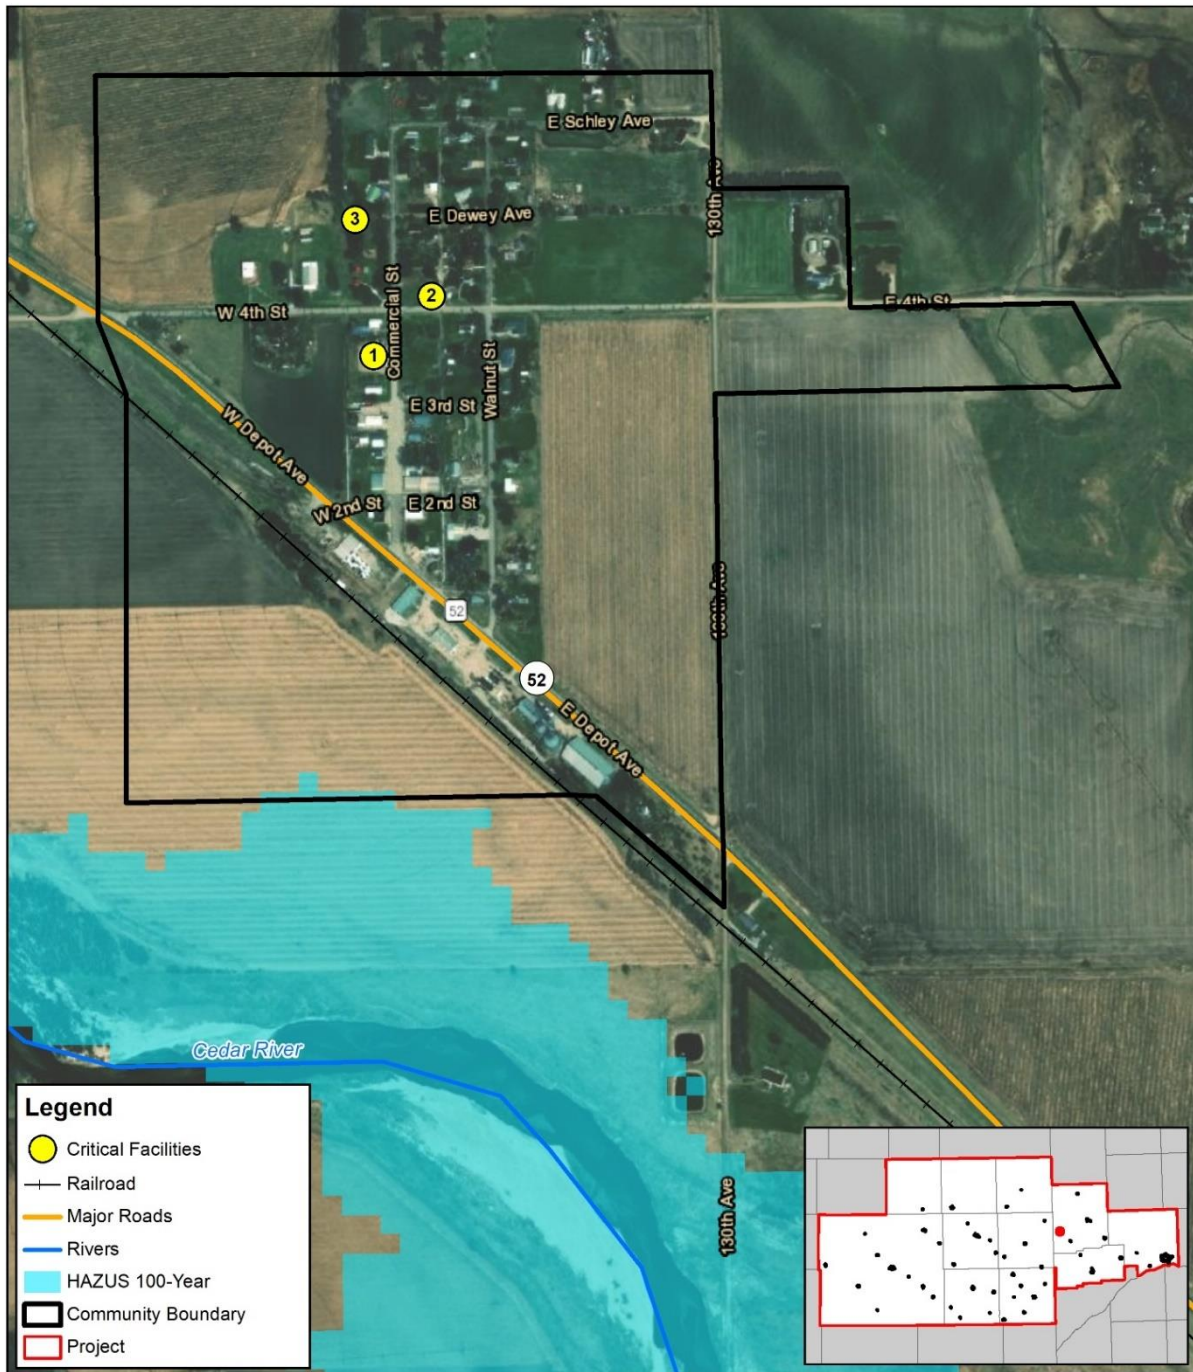 E Schley Ave
130th Ave
3
E Dewey Ave
2
E 4th St
W 4th St
Commercial St
1
Walnut St
E 3rd St
W Depot Ave
W 2nd St
E 2nd St
130th Ave
52
52
E Depot Ave
Cedar River
130th Ave
Legend
Critical Facilities
Railroad
Major Roads
Rivers
HAZUS 100-Year
Community Boundary
Project